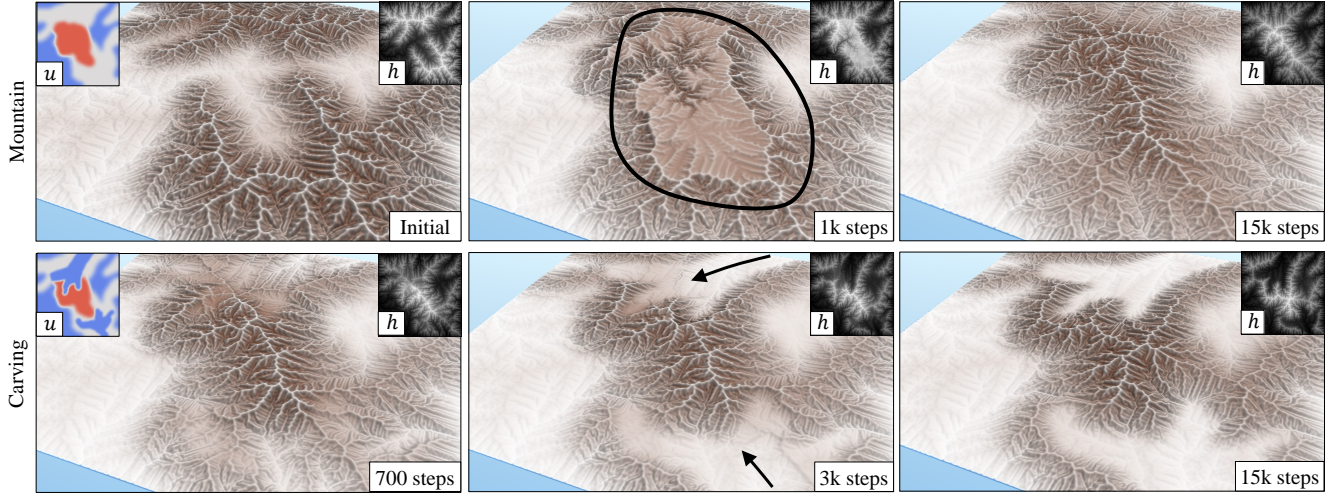 Mountain
u
h
Initial
h
1k steps
h
15k steps
Carving
u
h
700 steps
h
3k steps
h
15k steps